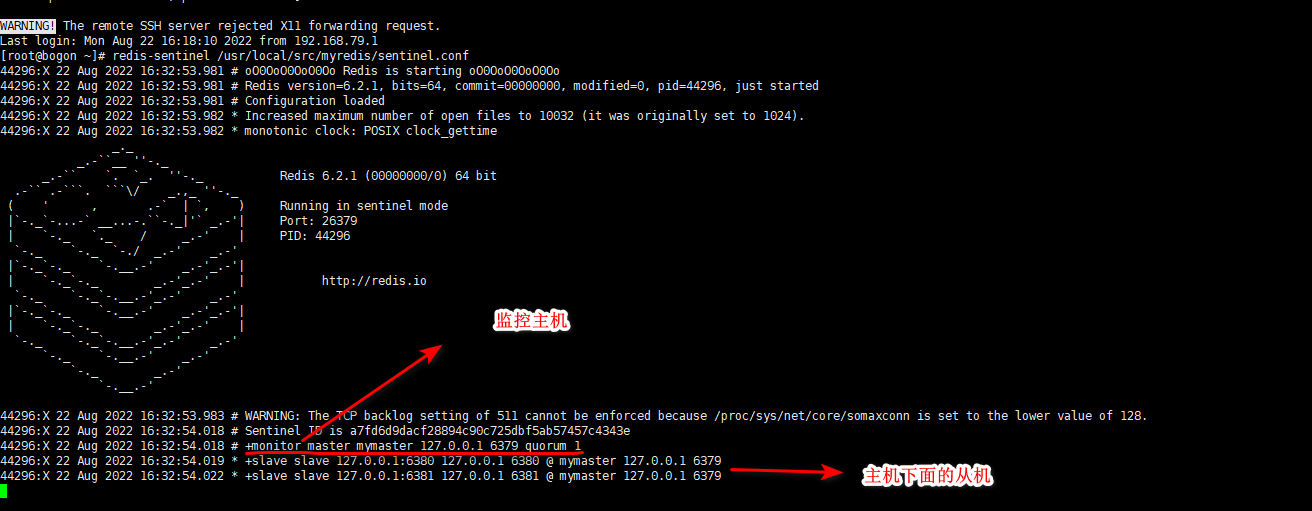 WARNING! The remote SSH server rejected X11 forwarding request.
Last login: Mon Aug 22 16:18:10 2022 from 192.168.79.1
[root@bogon ~]# redis-sentinel /usr/local/src/myredis/sentinel.conf
44296:X 22 Aug 2022 16:32:53.981 # oO0OoO0OoO0Oo Redis is starting oO0OoO0OoO0Oo
44296:X 22 Aug 2022 16:32:53.981 # Redis version=6.2.1, bits=64, commit=00000000, modified=0, pid=44296, just started
44296:X 22 Aug 2022 16:32:53.981 # Configuration loaded
44296:X 22 Aug 2022 16:32:53.982 * Increased maximum number of open files to 10032 (it was originally set to 1024).
44296:X 22 Aug 2022 16:32:53.982 * monotonic clock: POSIX clock_gettime
Redis 6.2.1 (00000000/0) 64 bit
Running in sentinel mode
Port: 26379
PID: 44296
http://redis.io
监控主机
44296:X 22 Aug 2022 16:32:53.983 # WARNING: The TCP backlog setting of 511 cannot be enforced because /proc/sys/net/core/somaxconn is set to the lower value of 128.
44296:X 22 Aug 2022 16:32:54.018 # Sentinel ID is a7fd6d9dacf28894c90c725dbf5ab57457c4343e
44296:X 22 Aug 2022 16:32:54.018 # +monitor master mymaster 127.0.0.1 6379 quorum 1
44296:X 22 Aug 2022 16:32:54.019 * +slave slave 127.0.0.1:6380 127.0.0.1 6380 @ mymaster 127.0.0.1 6379
44296:X 22 Aug 2022 16:32:54.022 * +slave slave 127.0.0.1:6381 127.0.0.1 6381 @ mymaster 127.0.0.1 6379
主机下面的从机